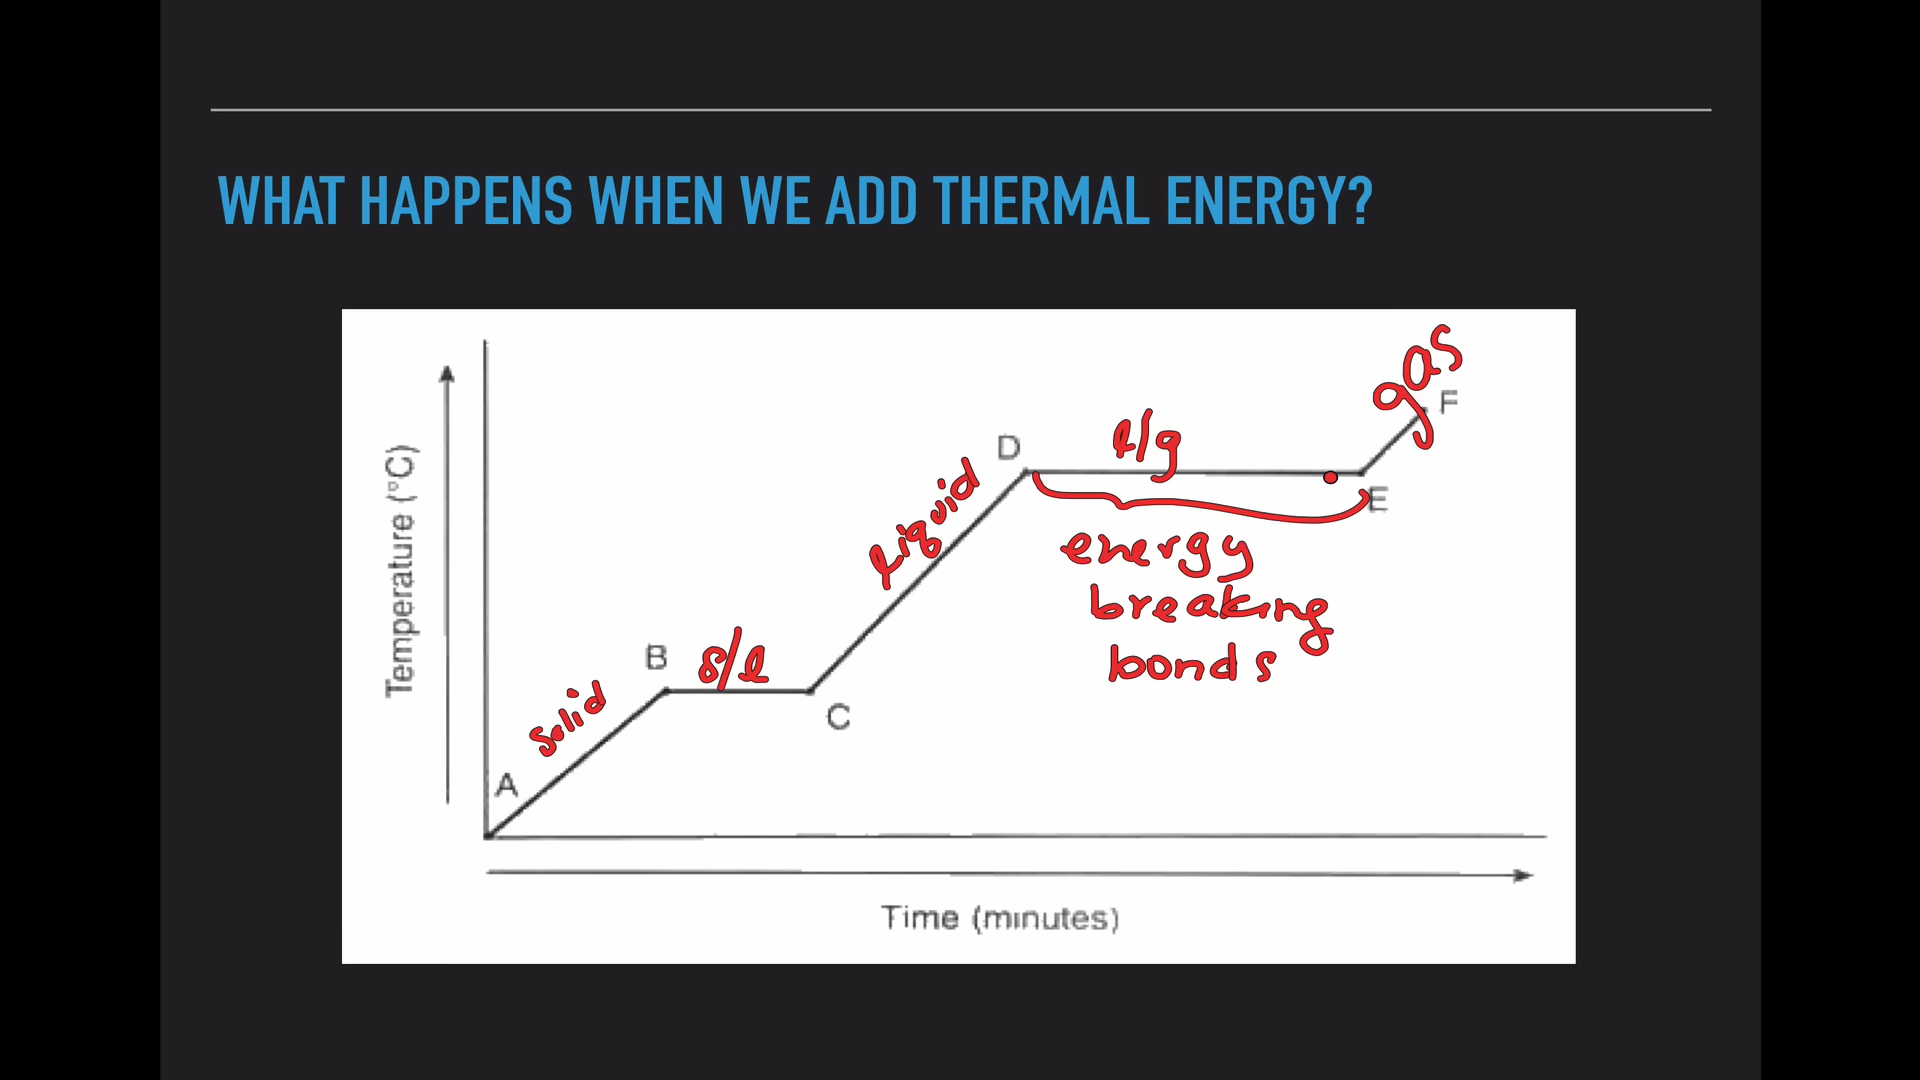 WHAT HAPPENS WHEN WE ADD THERMAL ENERGY?
gas
F
l/g
D
E
liquid
energy
breaking
bonds
Temperature (°C)
B
s/l
C
solid
A
Time (minutes)